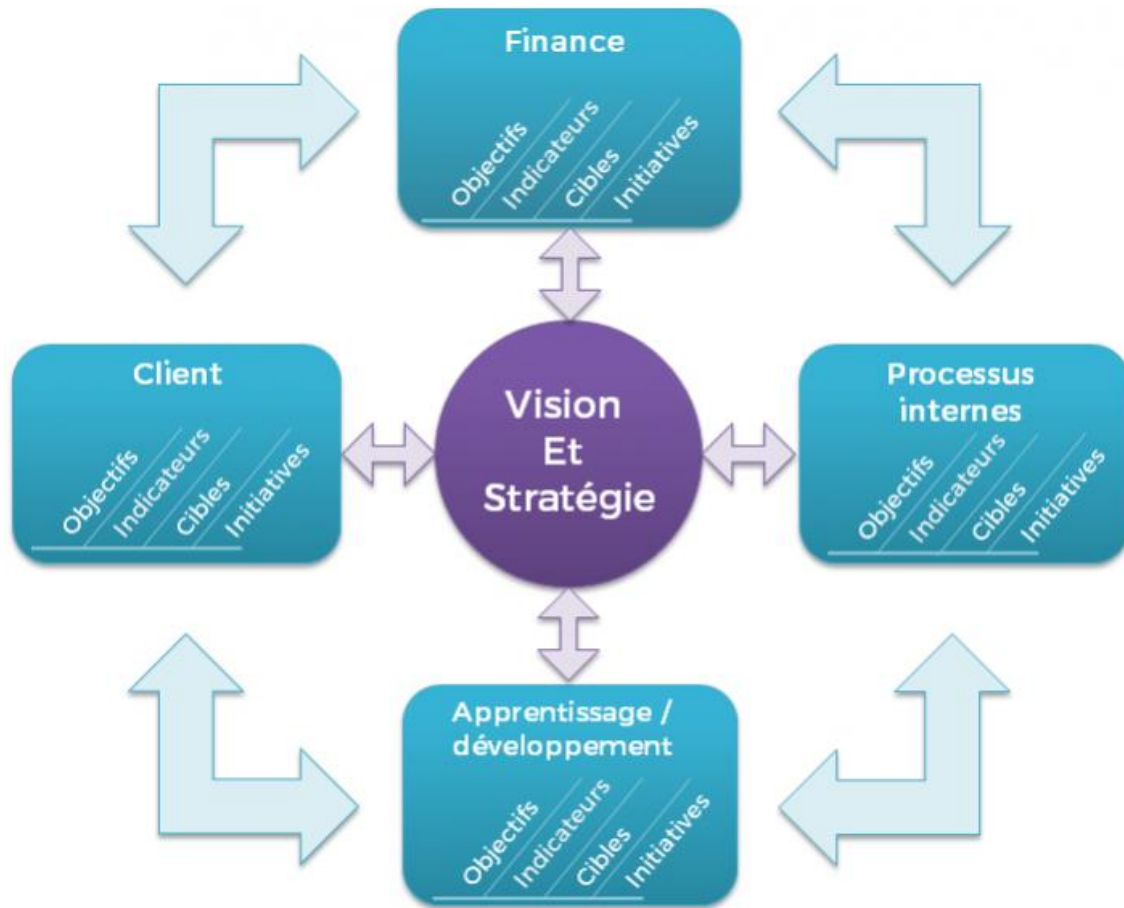 Finance
Objectifs
Indicateurs
Cibles
Initiatives
Client
Objectifs
Indicateurs
Cibles
Initiatives
Vision
Et
Stratégie
Processus
internes
Objectifs
Indicateurs
Cibles
Initiatives
Apprentissage /
développement
Objectifs
Indicateurs
Cibles
Initiatives